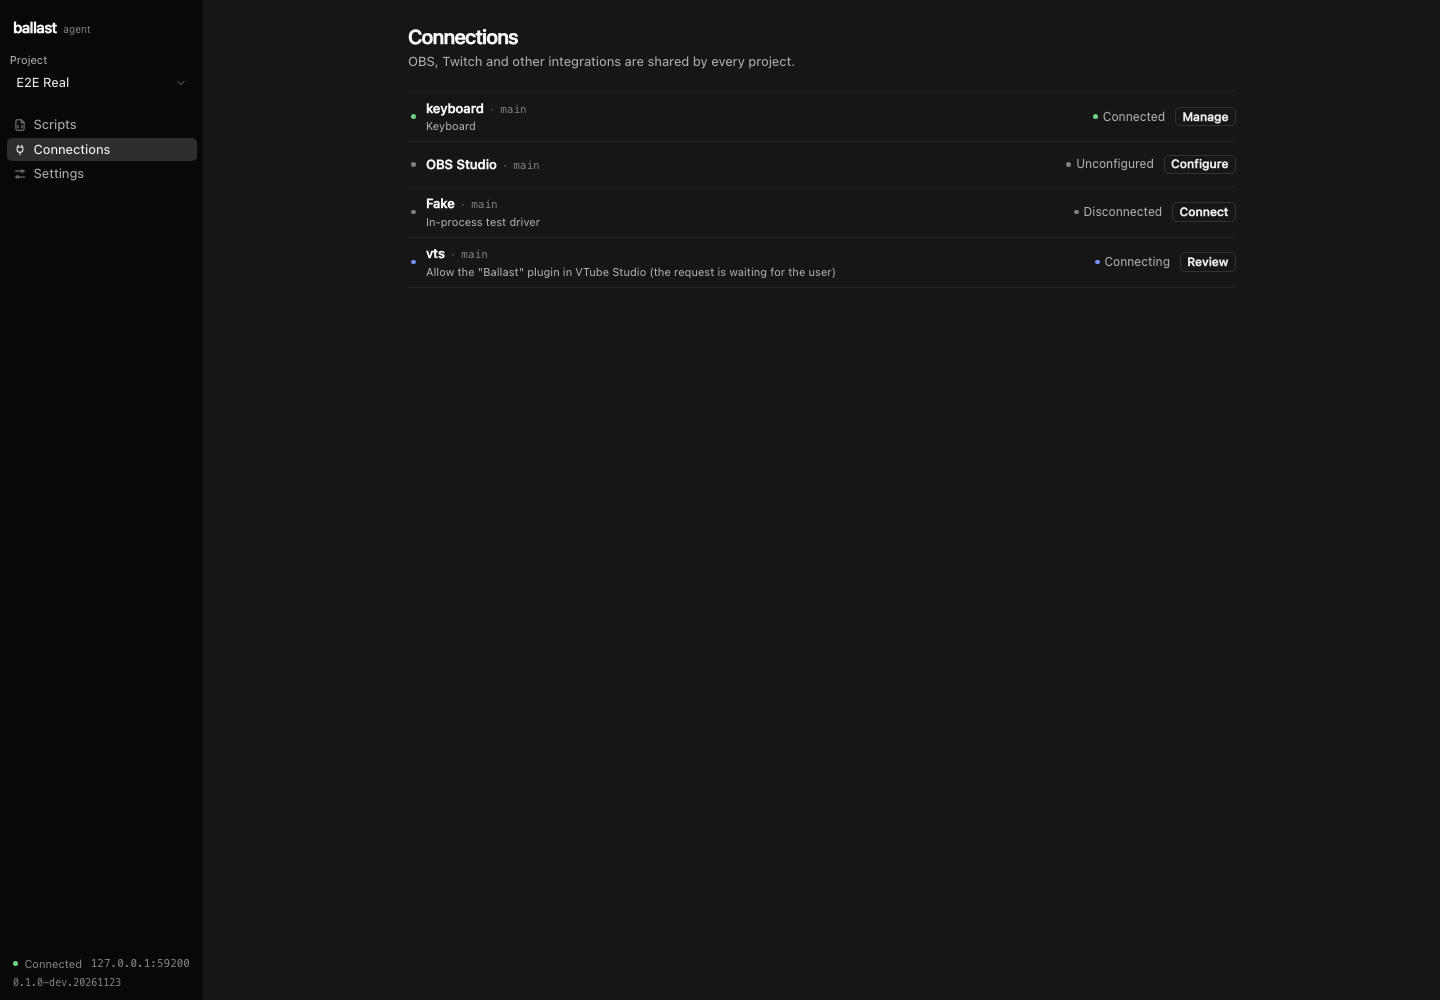 ballast agent
Project
E2E Real
Scripts
Connections
Settings
Connected 127.0.0.1:59200
0.1.0-dev.20261123
Connections
OBS, Twitch and other integrations are shared by every project.
keyboard · main
Keyboard
Connected Manage
OBS Studio · main
Unconfigured Configure
Fake · main
In-process test driver
Disconnected Connect
vts · main
Allow the "Ballast" plugin in VTube Studio (the request is waiting for the user)
Connecting Review